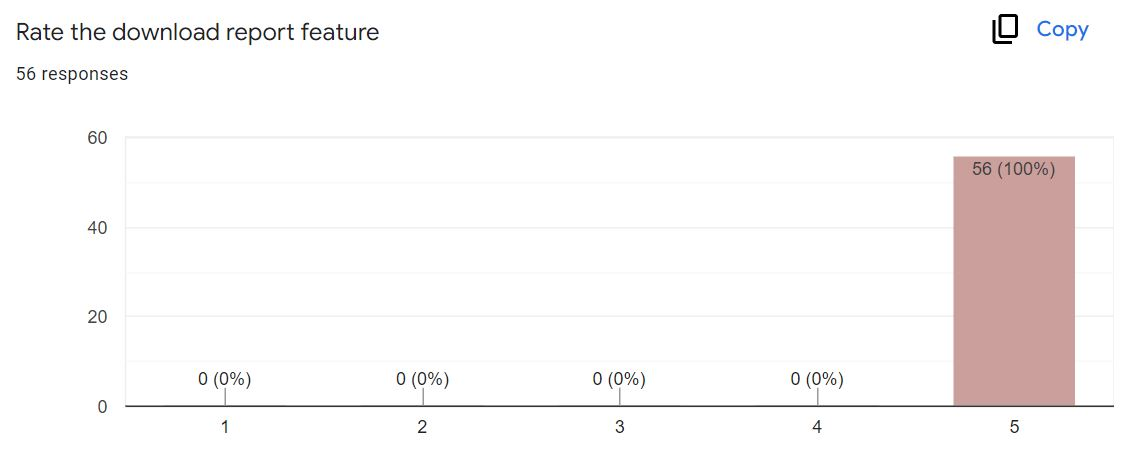 Rate the download report feature
Copy
56 responses
60
56 (100%)
40
20
0 (0%) 0 (0%) 0 (0%) 0 (0%)
0
1 2 3 4 5